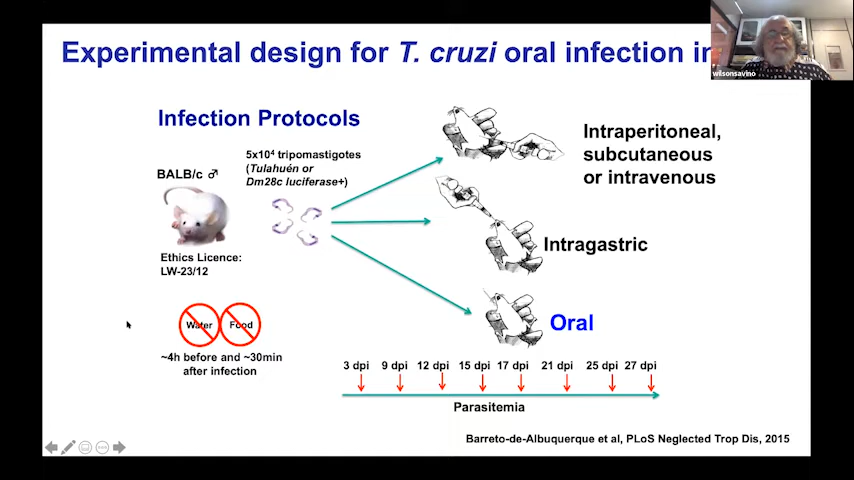 Experimental design for T. cruzi oral infection in
wilsonsavino
Infection Protocols
BALB/c ♂
5x10⁴ tripomastigotes
(Tulahuén or
Dm28c luciferase+)
Intraperitoneal,
subcutaneous
or intravenous
Ethics Licence:
LW-23/12
Intragastric
Water
Food
Oral
~4h before and ~30min
after infection
3 dpi 9 dpi 12 dpi 15 dpi 17 dpi 21 dpi 25 dpi 27 dpi
Parasitemia
Barreto-de-Albuquerque et al, PLoS Neglected Trop Dis, 2015